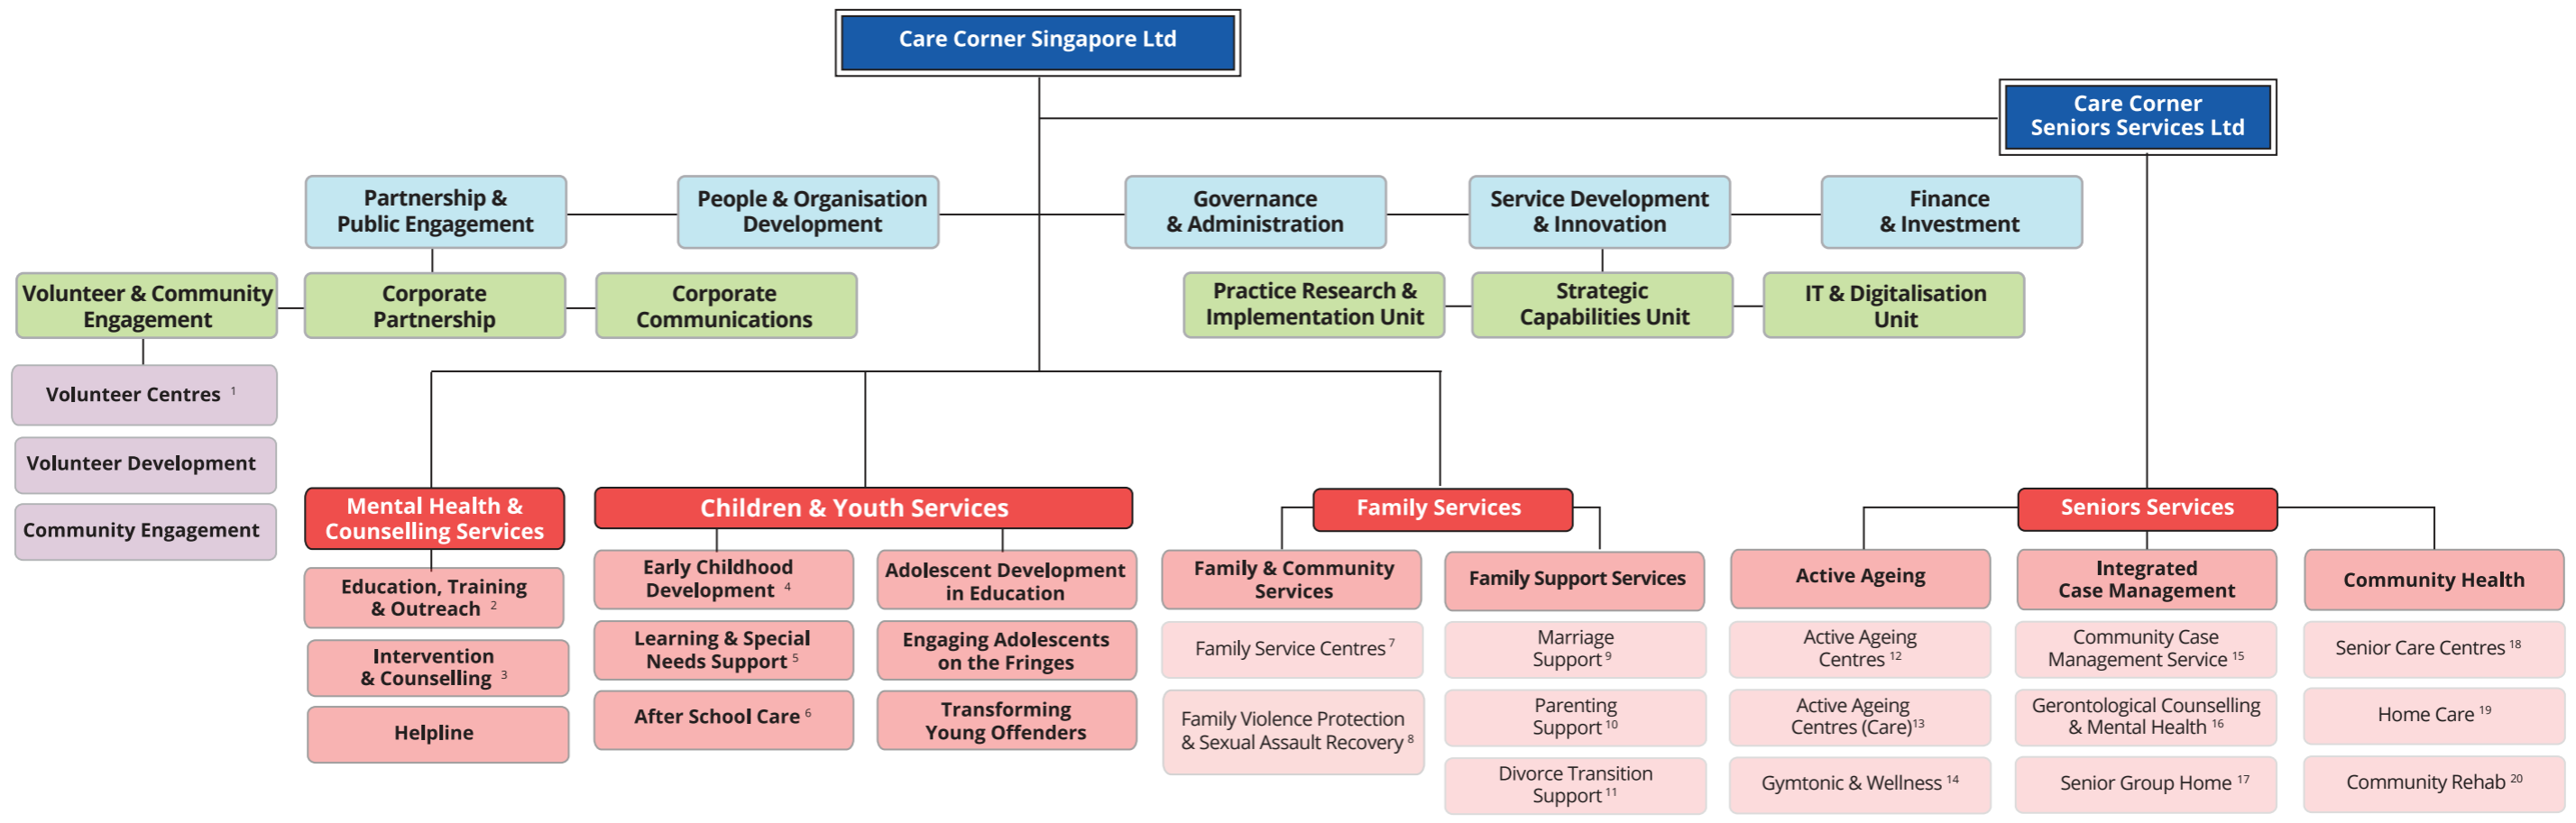 Care Corner Singapore Ltd
Care Corner
Seniors Services Ltd
Partnership &
Public Engagement
People & Organisation
Development
Governance
& Administration
Service Development
& Innovation
Finance
& Investment
Volunteer & Community
Engagement
Corporate
Partnership
Corporate
Communications
Practice Research &
Implementation Unit
Strategic
Capabilities Unit
IT & Digitalisation
Unit
Volunteer Centres 1
Volunteer Development
Community Engagement
Mental Health &
Counselling Services
Education, Training
& Outreach 2
Intervention
& Counselling 3
Helpline
Children & Youth Services
Early Childhood
Development 4
Learning & Special
Needs Support 5
After School Care 6
Adolescent Development
in Education
Engaging Adolescents
on the Fringes
Transforming
Young Offenders
Family Services
Family & Community
Services
Family Service Centres 7
Family Violence Protection
& Sexual Assault Recovery 8
Family Support Services
Marriage
Support 9
Parenting
Support 10
Divorce Transition
Support 11
Seniors Services
Active Ageing
Active Ageing
Centres 12
Active Ageing
Centres (Care) 13
Gymtonic & Wellness 14
Integrated
Case Management
Community Case
Management Service 15
Gerontological Counselling
& Mental Health 16
Senior Group Home 17
Community Health
Senior Care Centres 18
Home Care 19
Community Rehab 20